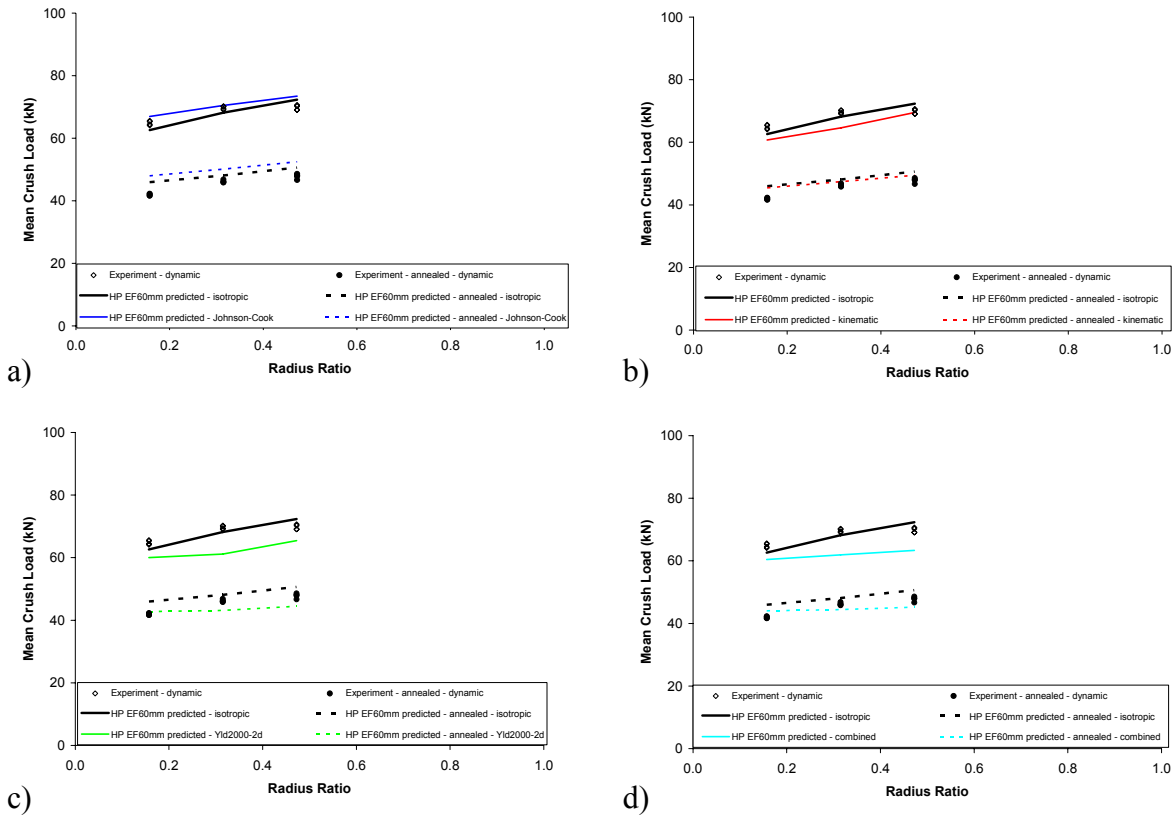 100
80
60
40
20
0
Mean Crush Load (kN)
Experiment - dynamic
Experiment - annealed - dynamic
HP EF60mm predicted - isotropic
HP EF60mm predicted - annealed - isotropic
HP EF60mm predicted - Johnson-Cook
HP EF60mm predicted - annealed - Johnson-Cook
0.0 0.2 0.4 0.6 0.8 1.0
Radius Ratio
a)
100
80
60
40
20
0
Mean Crush Load (kN)
Experiment - dynamic
Experiment - annealed - dynamic
HP EF60mm predicted - isotropic
HP EF60mm predicted - annealed - isotropic
HP EF60mm predicted - kinematic
HP EF60mm predicted - annealed - kinematic
0.0 0.2 0.4 0.6 0.8 1.0
Radius Ratio
b)
100
80
60
40
20
0
Mean Crush Load (kN)
Experiment - dynamic
Experiment - annealed - dynamic
HP EF60mm predicted - isotropic
HP EF60mm predicted - annealed - isotropic
HP EF60mm predicted - Yld2000-2d
HP EF60mm predicted - annealed - Yld2000-2d
0.0 0.2 0.4 0.6 0.8 1.0
Radius Ratio
c)
100
80
60
40
20
0
Mean Crush Load (kN)
Experiment - dynamic
Experiment - annealed - dynamic
HP EF60mm predicted - isotropic
HP EF60mm predicted - annealed - isotropic
HP EF60mm predicted - combined
HP EF60mm predicted - annealed - combined
0.0 0.2 0.4 0.6 0.8 1.0
Radius Ratio
d)